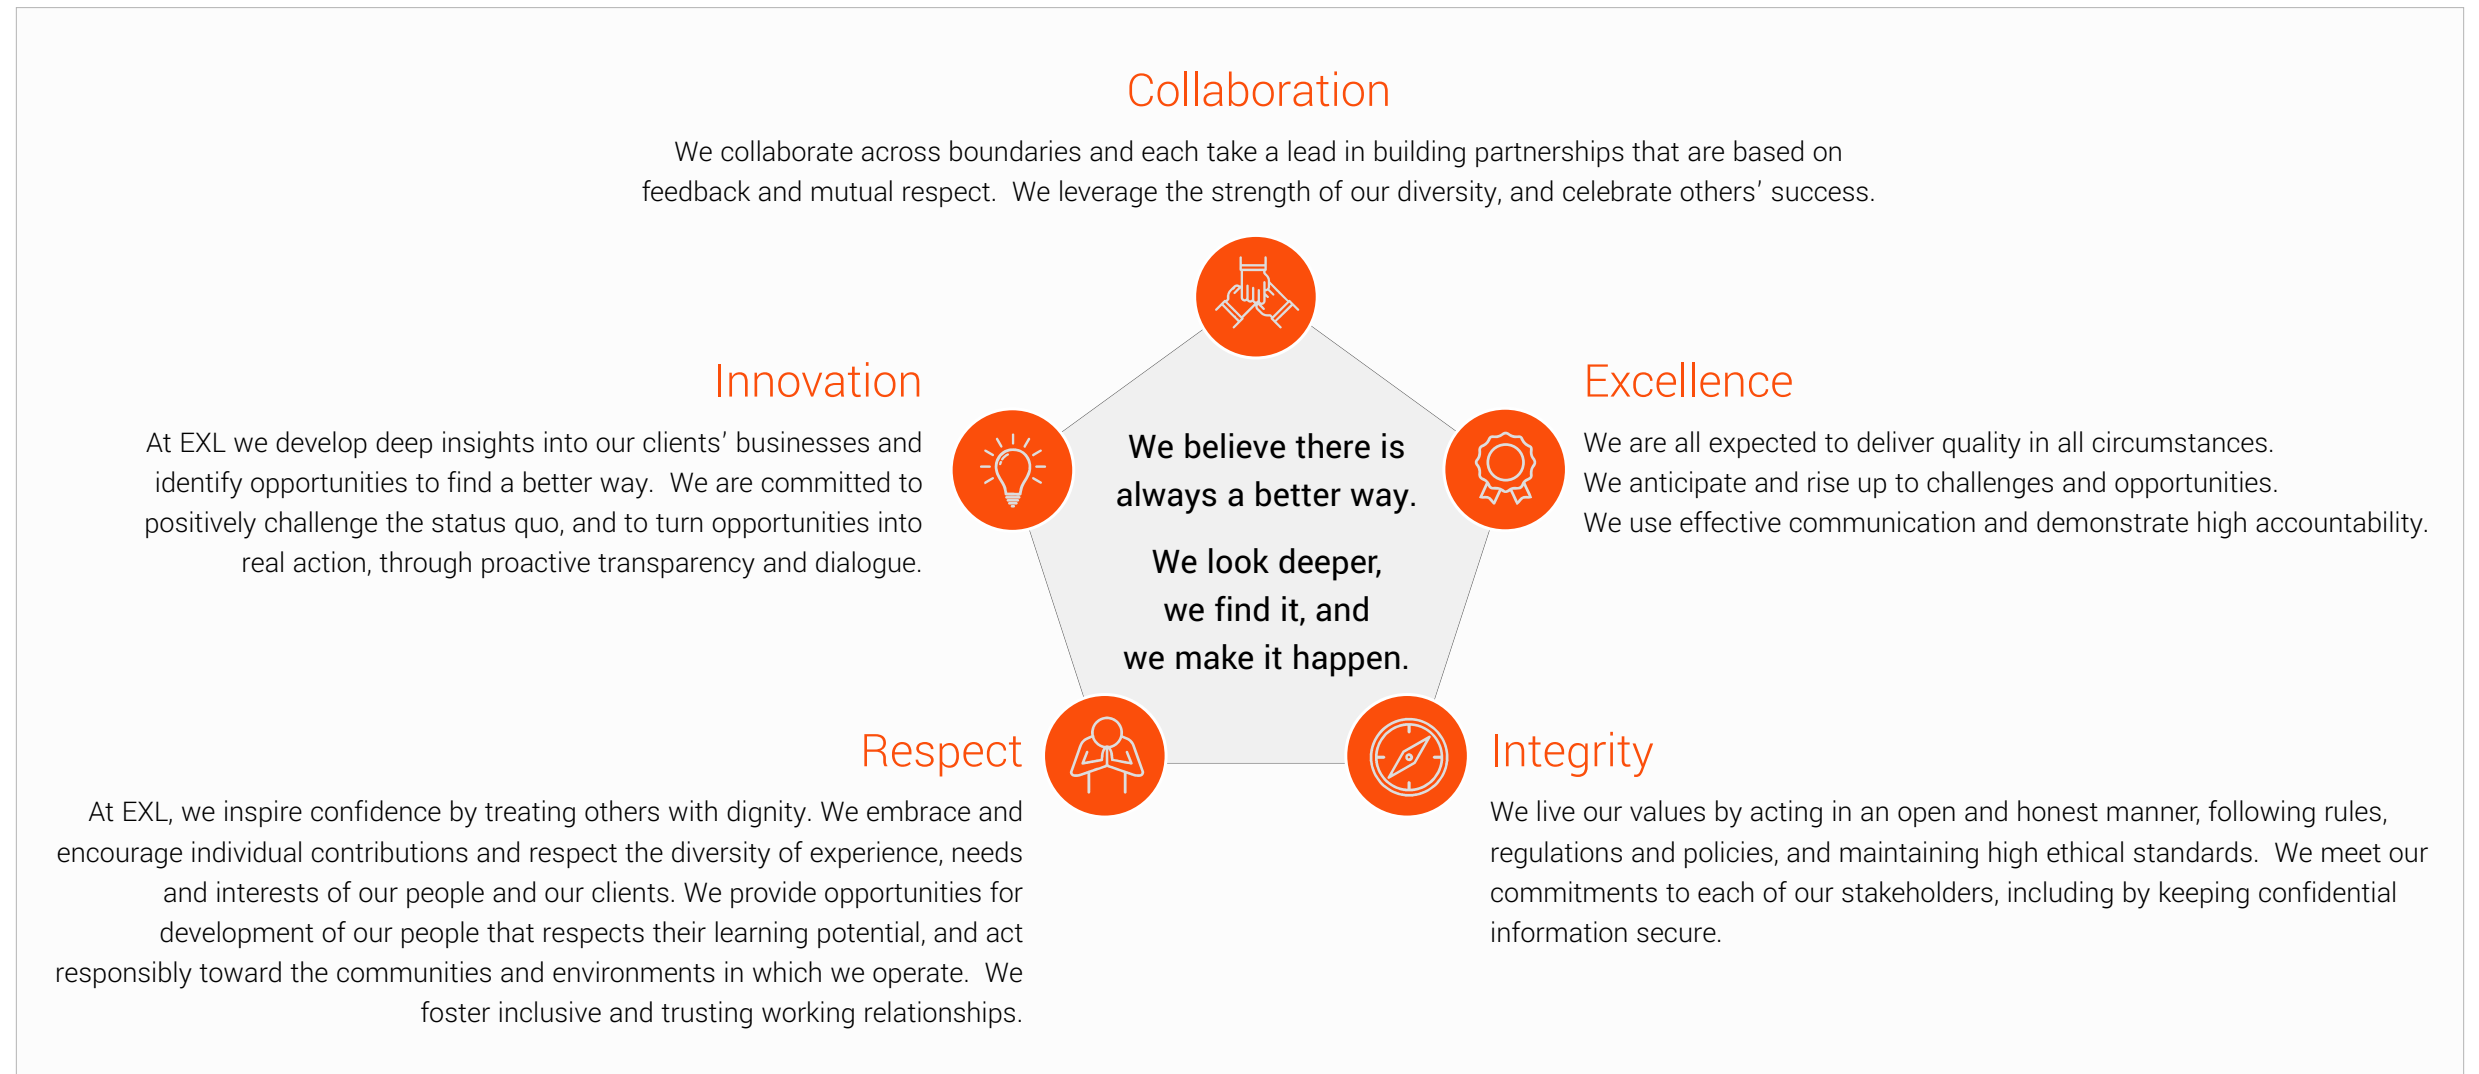 Collaboration
We collaborate across boundaries and each take a lead in building partnerships that are based on
feedback and mutual respect.  We leverage the strength of our diversity, and celebrate others’ success.
Innovation
At EXL we develop deep insights into our clients’ businesses and
identify opportunities to find a better way.  We are committed to
positively challenge the status quo, and to turn opportunities into
real action, through proactive transparency and dialogue.
We believe there is
always a better way.
We look deeper,
we find it, and
we make it happen.
Excellence
We are all expected to deliver quality in all circumstances.
We anticipate and rise up to challenges and opportunities.
We use effective communication and demonstrate high accountability.
Respect
At EXL, we inspire confidence by treating others with dignity. We embrace and
encourage individual contributions and respect the diversity of experience, needs
and interests of our people and our clients. We provide opportunities for
development of our people that respects their learning potential, and act
responsibly toward the communities and environments in which we operate.  We
foster inclusive and trusting working relationships.
Integrity
We live our values by acting in an open and honest manner, following rules,
regulations and policies, and maintaining high ethical standards.  We meet our
commitments to each of our stakeholders, including by keeping confidential
information secure.